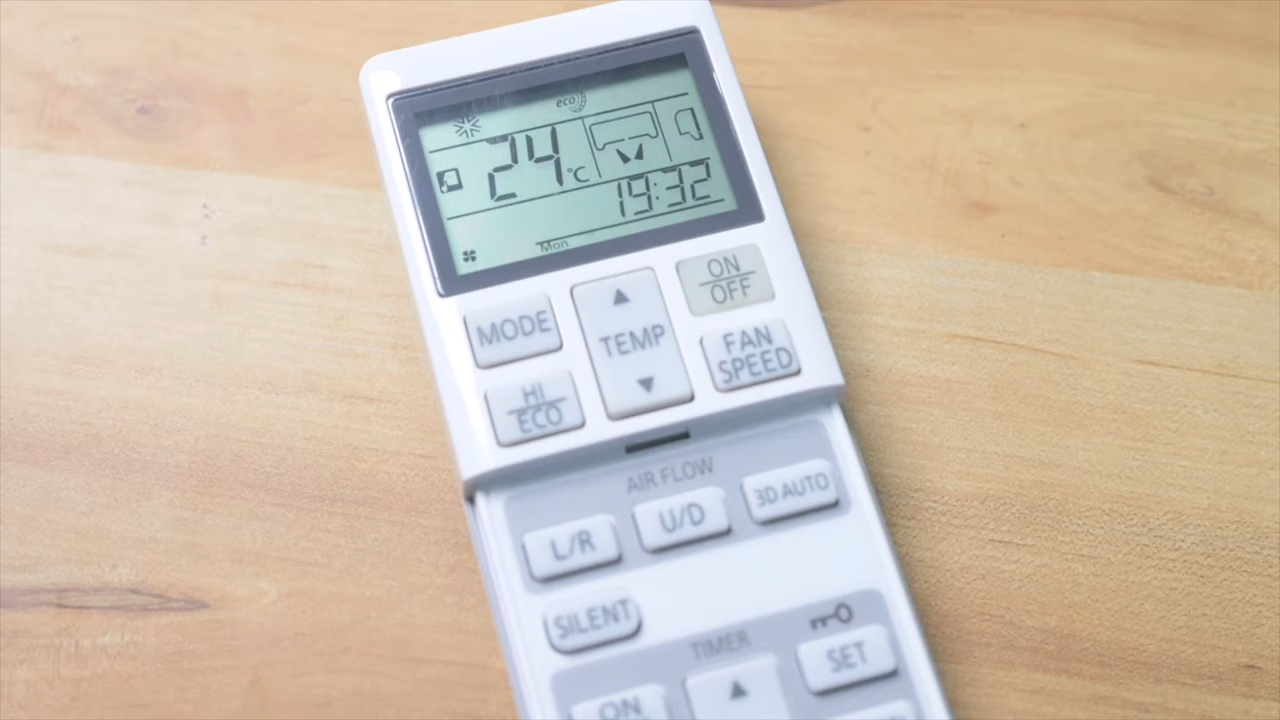 eco
24°C
19:32
Mon
MODE
TEMP
ON
OFF
HI
ECO
FAN
SPEED
AIR FLOW
L/R
U/D
3D AUTO
SILENT
TIMER
SET
ON